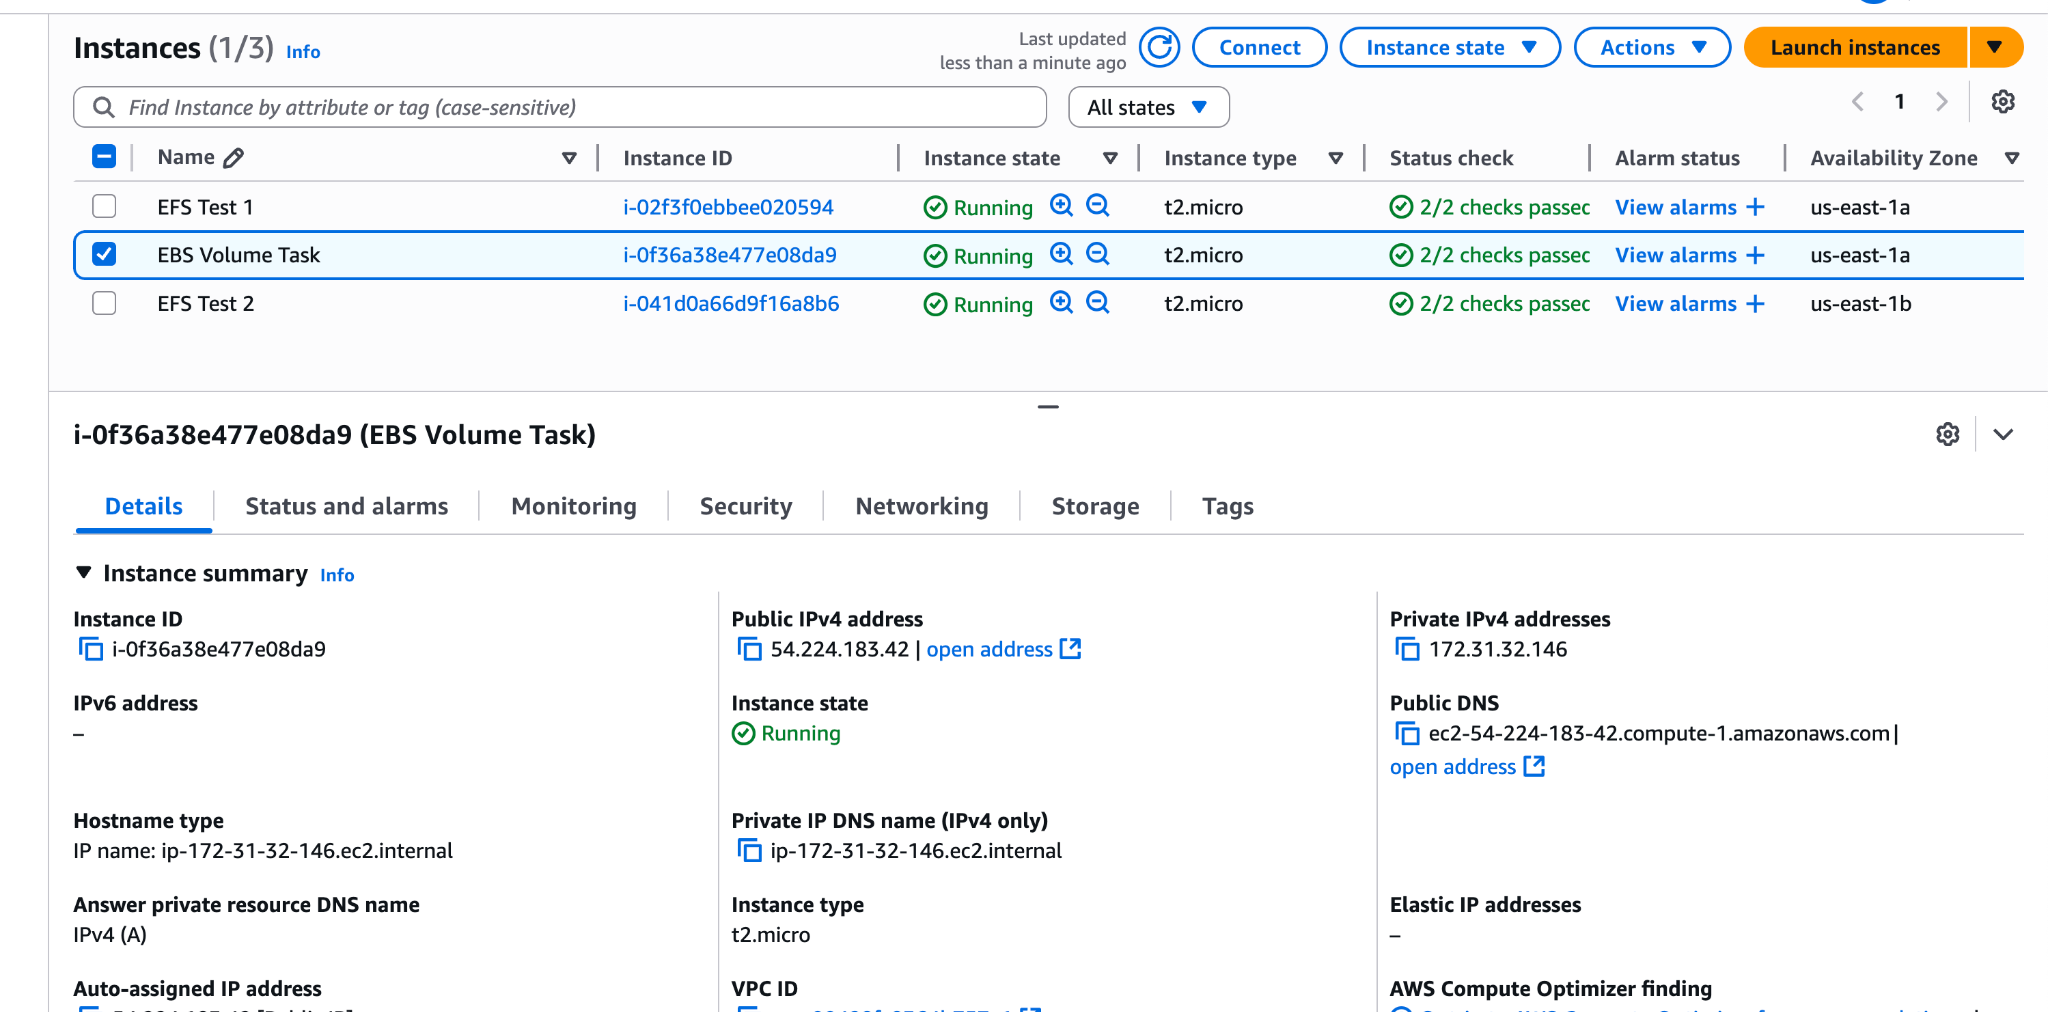 Instances (1/3) Info
Last updated
less than a minute ago
Connect
Instance state
Actions
Launch instances
Find Instance by attribute or tag (case-sensitive)
All states
1
Name Instance ID Instance state Instance type Status check Alarm status Availability Zone
EFS Test 1 i-02f3f0ebbee020594 Running t2.micro 2/2 checks passed View alarms + us-east-1a
EBS Volume Task i-0f36a38e477e08da9 Running t2.micro 2/2 checks passed View alarms + us-east-1a
EFS Test 2 i-041d0a66d9f16a8b6 Running t2.micro 2/2 checks passed View alarms + us-east-1b
i-0f36a38e477e08da9 (EBS Volume Task)
Details Status and alarms Monitoring Security Networking Storage Tags
Instance summary Info
Instance ID
i-0f36a38e477e08da9
Public IPv4 address
54.224.183.42 | open address
Private IPv4 addresses
172.31.32.146
IPv6 address
–
Instance state
Running
Public DNS
ec2-54-224-183-42.compute-1.amazonaws.com |
open address
Hostname type
IP name: ip-172-31-32-146.ec2.internal
Private IP DNS name (IPv4 only)
ip-172-31-32-146.ec2.internal
Answer private resource DNS name
IPv4 (A)
Instance type
t2.micro
Elastic IP addresses
–
Auto-assigned IP address
VPC ID
AWS Compute Optimizer finding